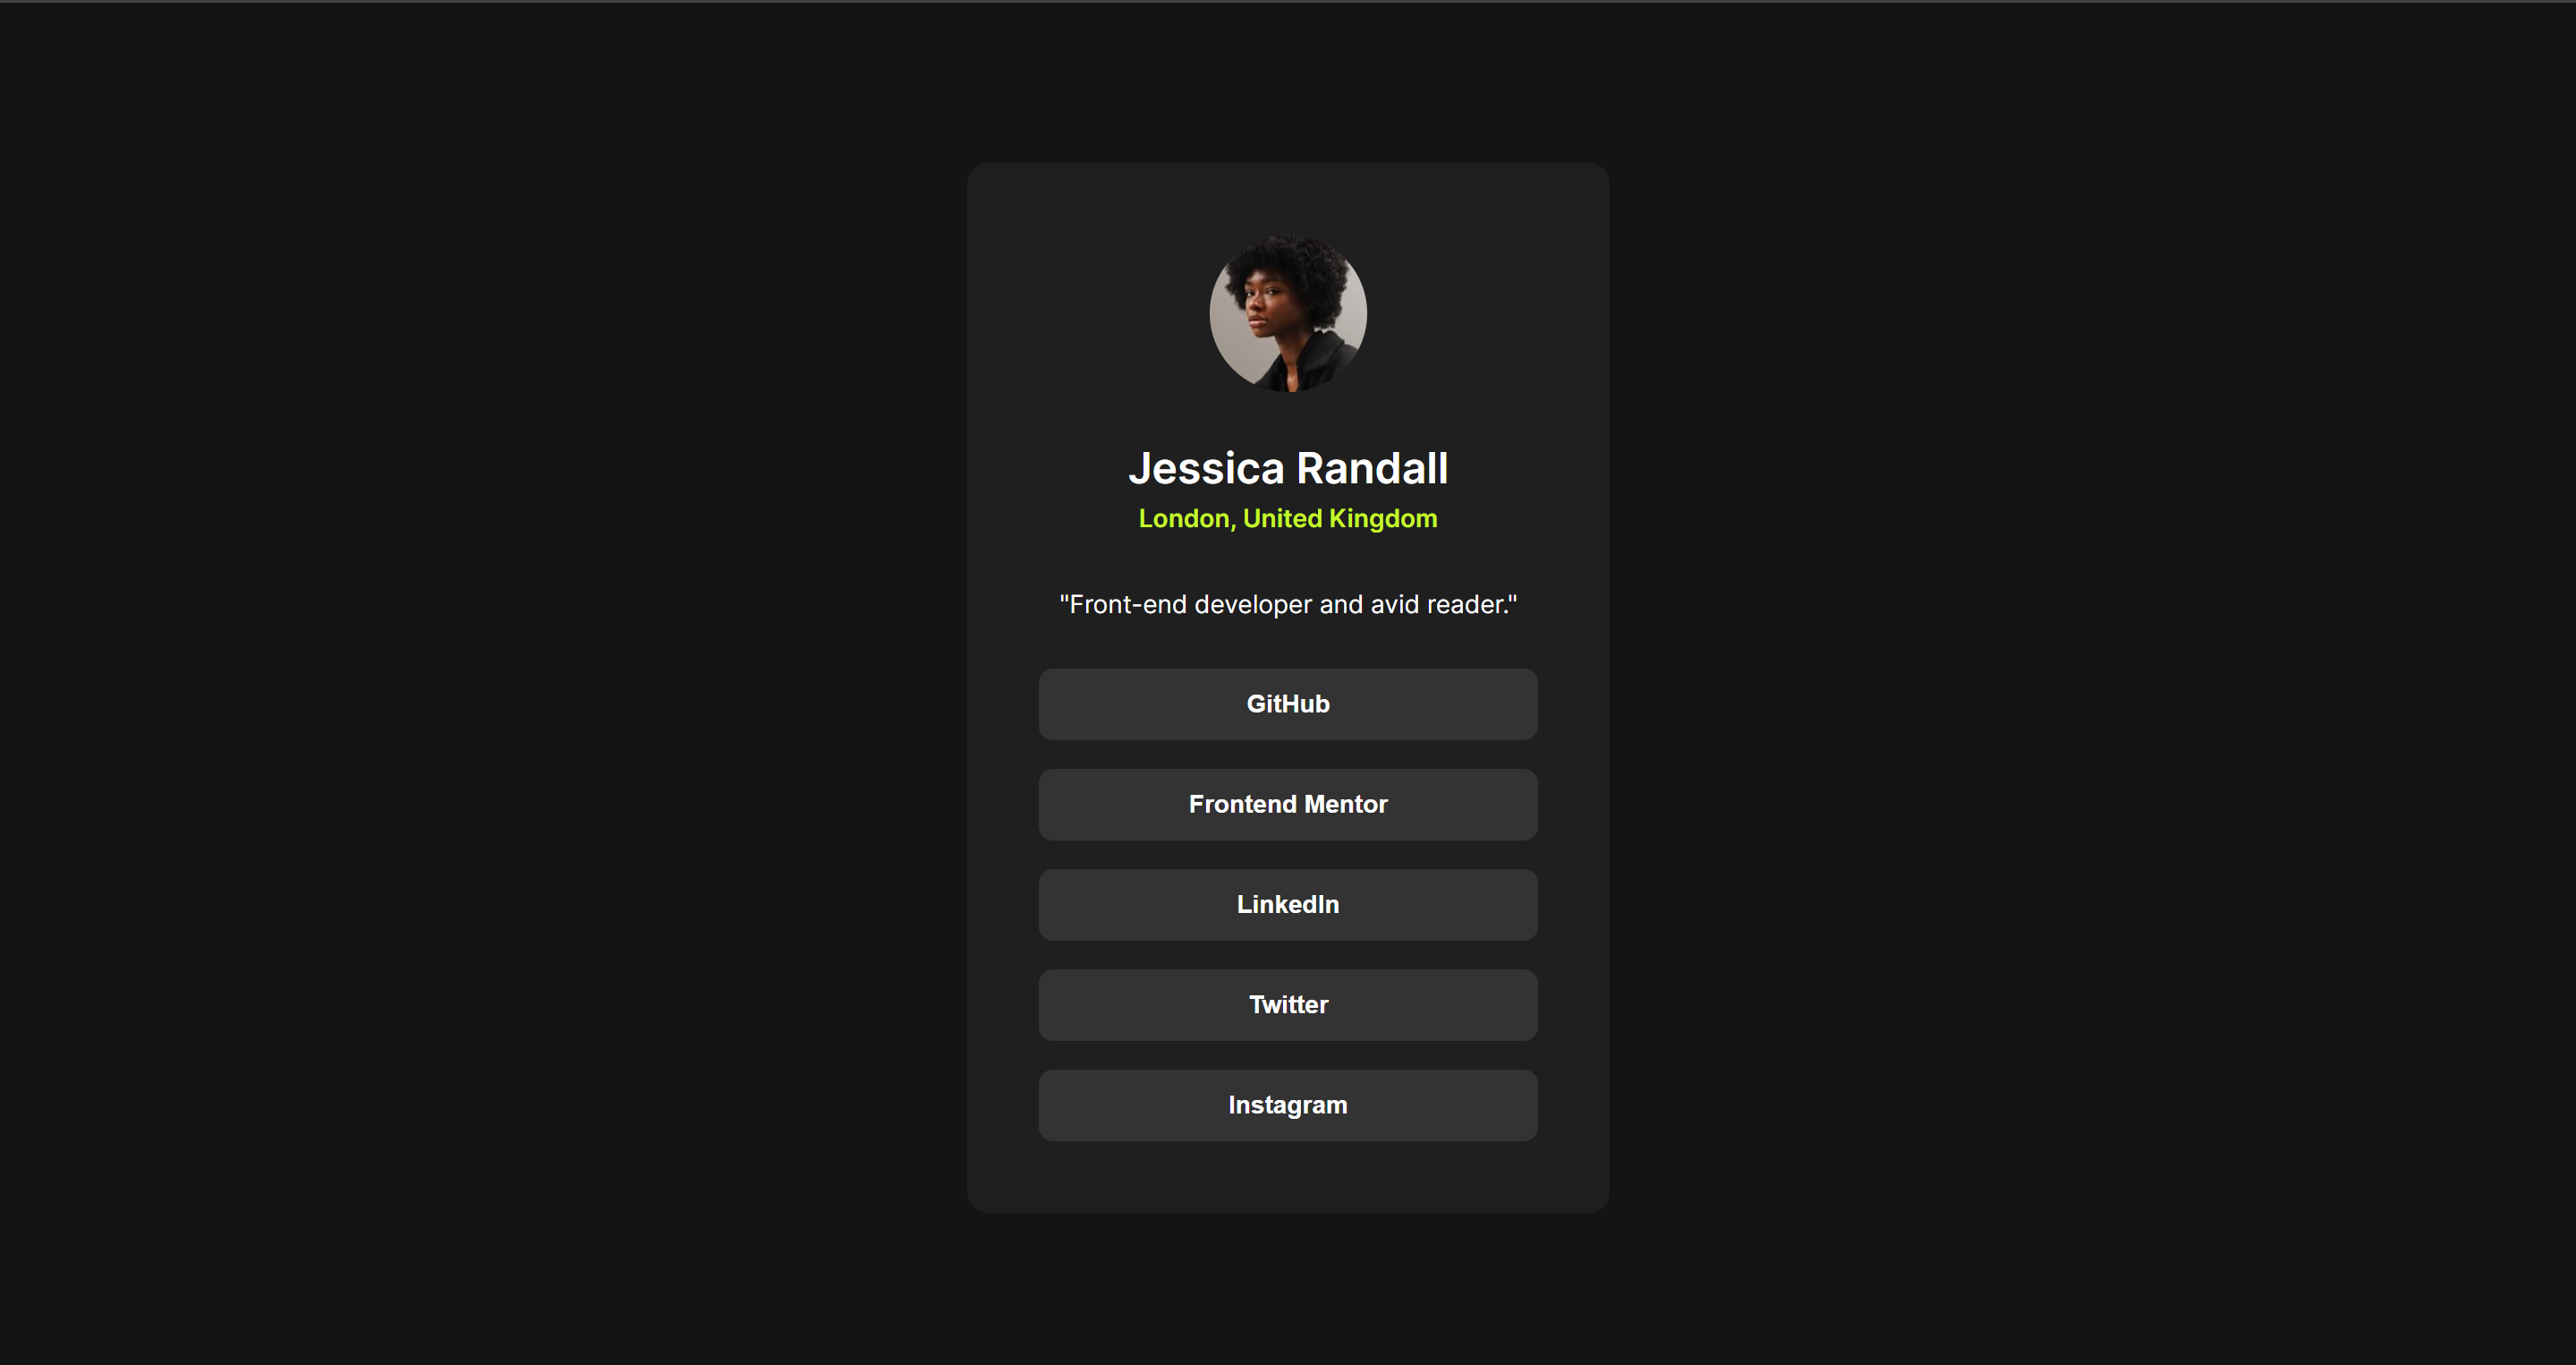 Jessica Randall
London, United Kingdom
"Front-end developer and avid reader."
GitHub
Frontend Mentor
LinkedIn
Twitter
Instagram